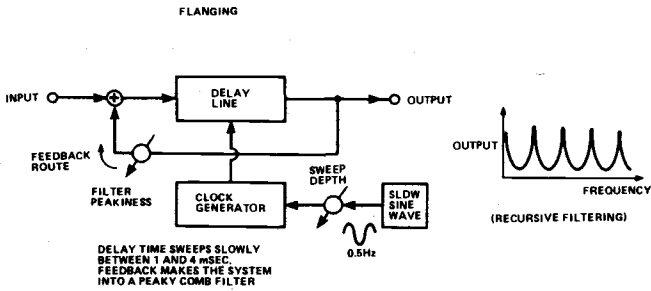 FLANGING
INPUT
+
DELAY
LINE
OUTPUT
FEEDBACK
ROUTE
FILTER
PEAKINESS
CLOCK
GENERATOR
SWEEP
DEPTH
SLOW
SINE
WAVE
0.5Hz
OUTPUT
FREQUENCY
(RECURSIVE FILTERING)
DELAY TIME SWEEPS SLOWLY
BETWEEN 1 AND 4 mSEC.
FEEDBACK MAKES THE SYSTEM
INTO A PEAKY COMB FILTER